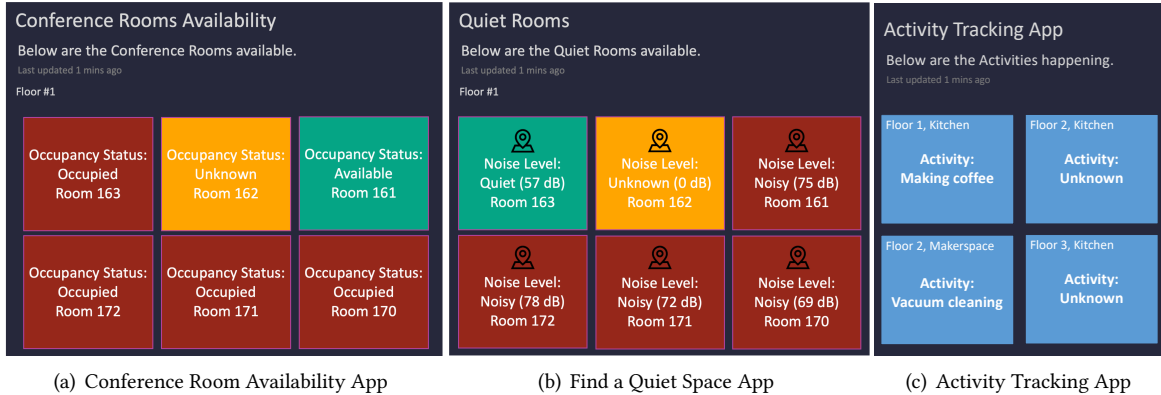 Conference Rooms Availability
Below are the Conference Rooms available.
Last updated 1 mins ago
Floor #1
Occupancy Status:
Occupied
Room 163
Occupancy Status:
Unknown
Room 162
Occupancy Status:
Available
Room 161
Occupancy Status:
Occupied
Room 172
Occupancy Status:
Occupied
Room 171
Occupancy Status:
Occupied
Room 170
(a) Conference Room Availability App
Quiet Rooms
Below are the Quiet Rooms available.
Last updated 1 mins ago
Floor #1
Noise Level:
Quiet (57 dB)
Room 163
Noise Level:
Unknown (0 dB)
Room 162
Noise Level:
Noisy (75 dB)
Room 161
Noise Level:
Noisy (78 dB)
Room 172
Noise Level:
Noisy (72 dB)
Room 171
Noise Level:
Noisy (69 dB)
Room 170
(b) Find a Quiet Space App
Activity Tracking App
Below are the Activities happening.
Last updated 1 mins ago
Floor 1, Kitchen
Activity:
Making coffee
Floor 2, Kitchen
Activity:
Unknown
Floor 2, Makerspace
Activity:
Vacuum cleaning
Floor 3, Kitchen
Activity:
Unknown
(c) Activity Tracking App